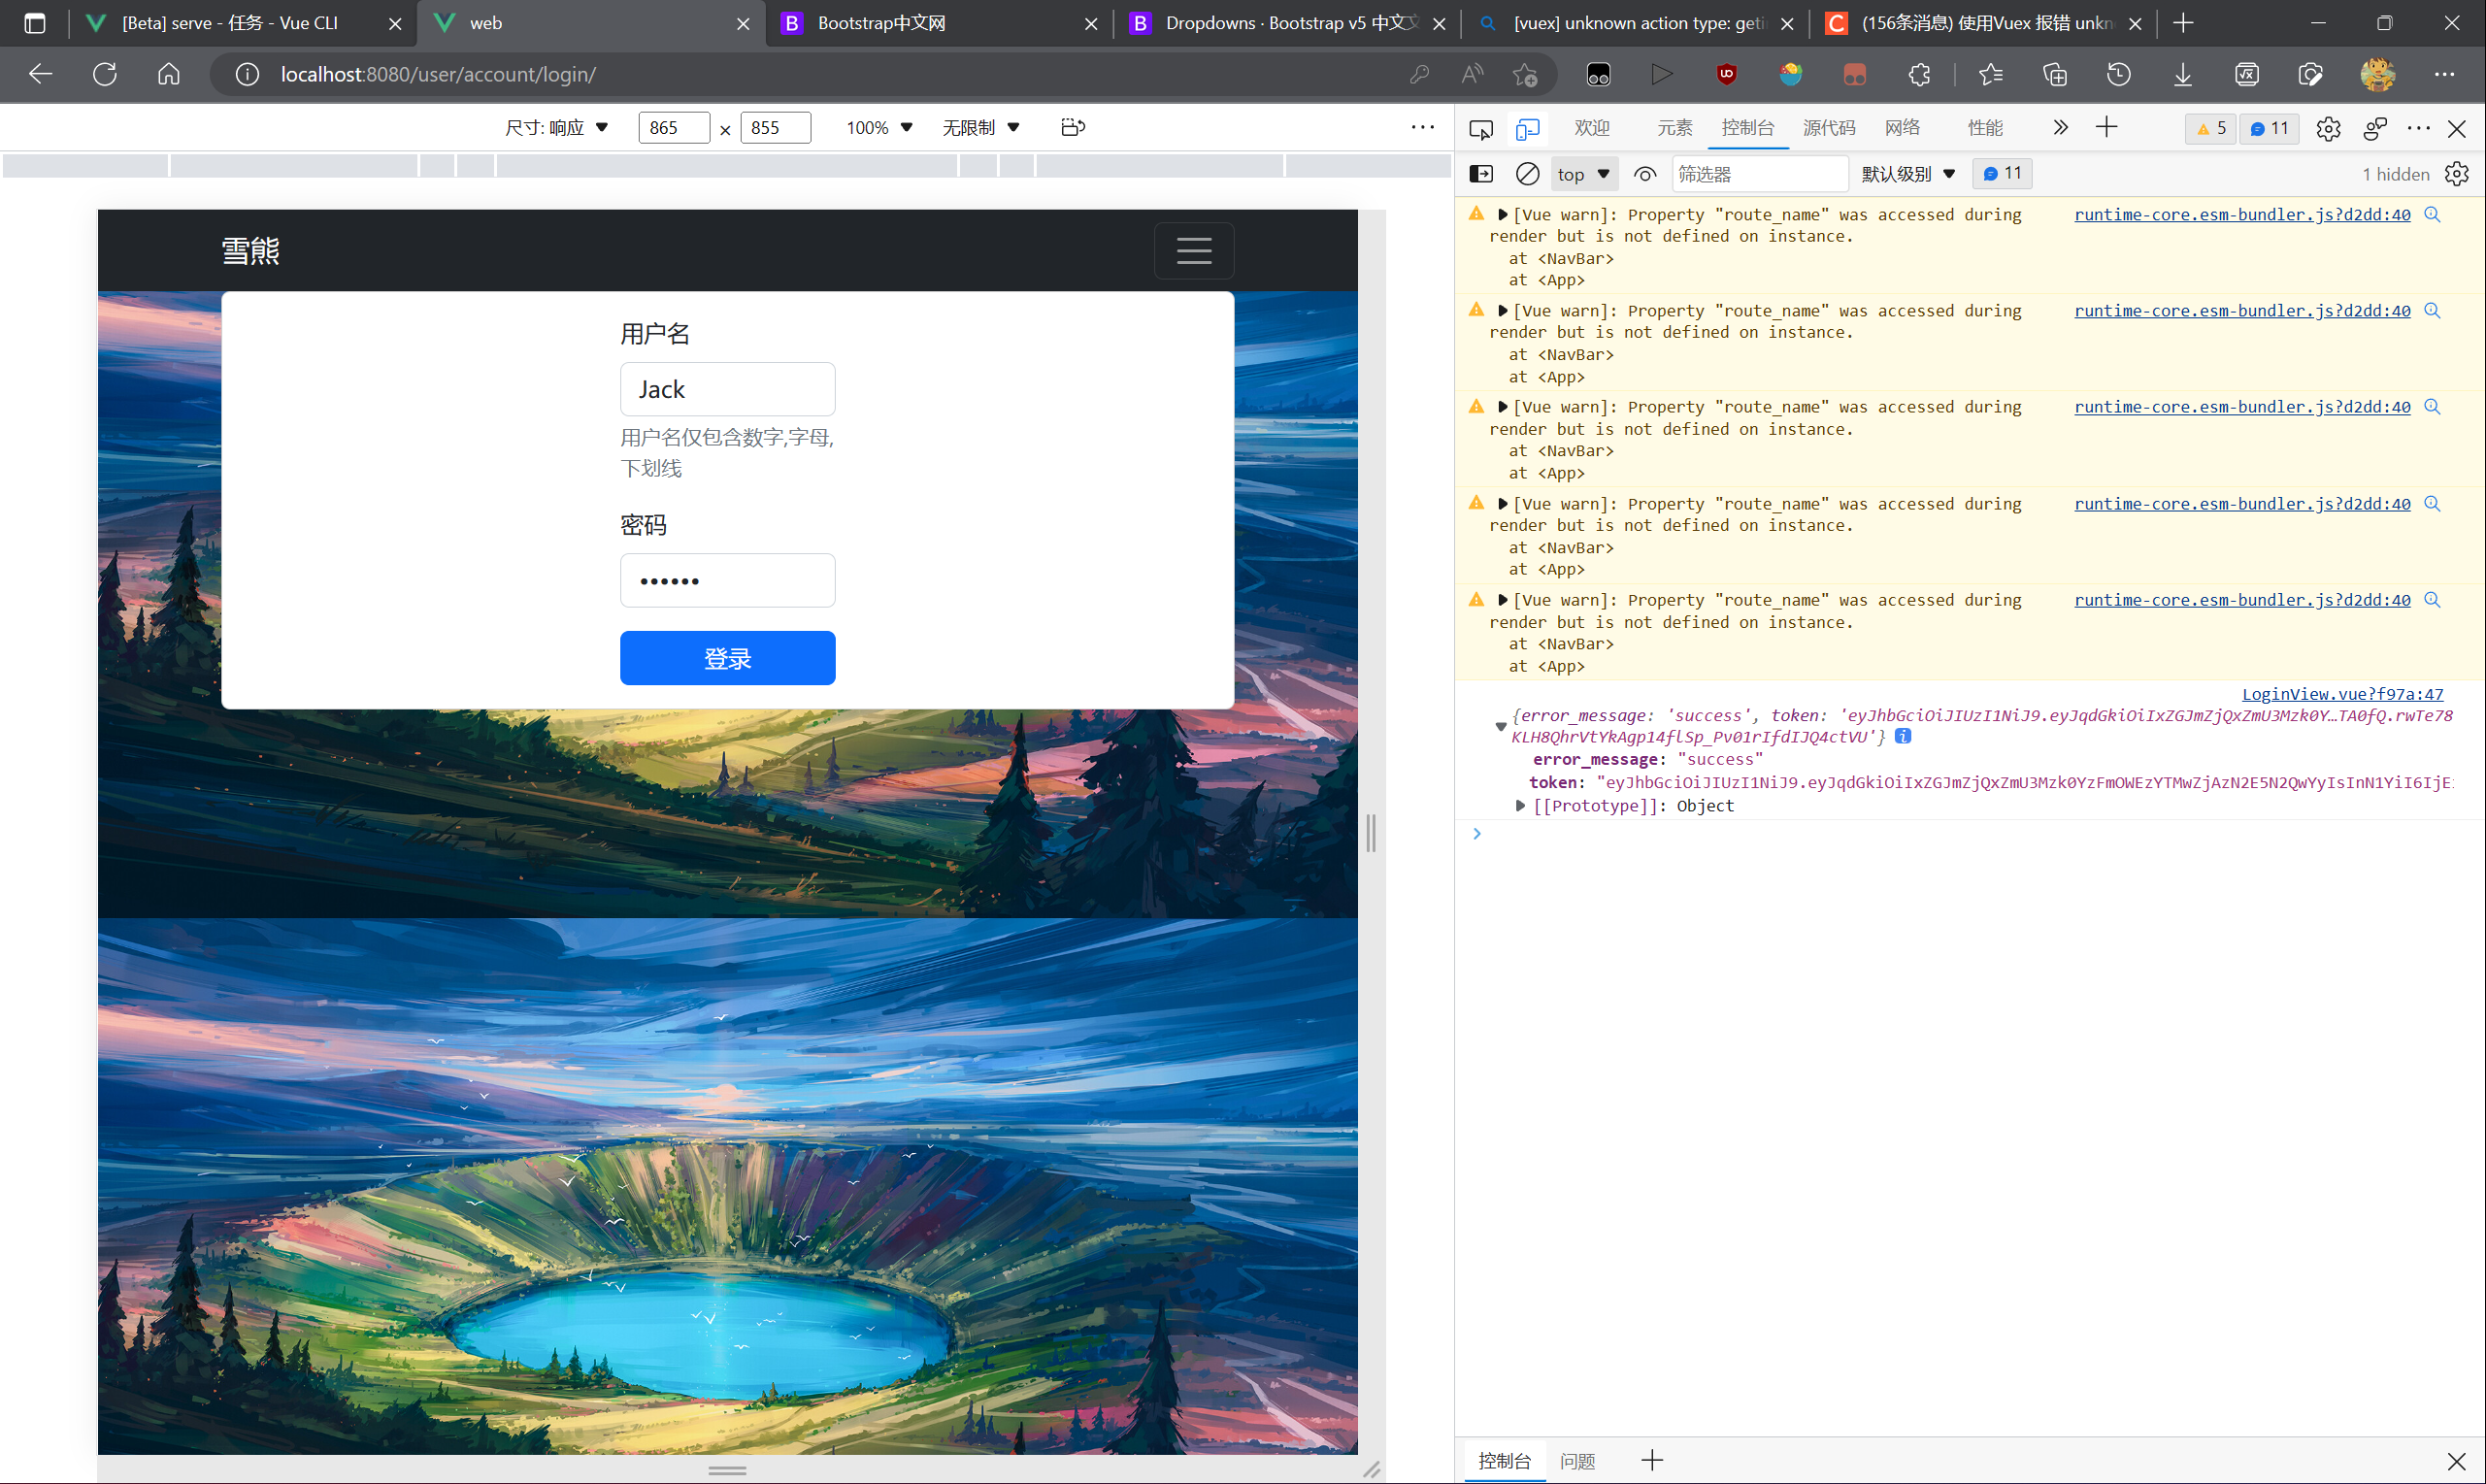 [Beta] serve - 任务 - Vue CLI
web
Bootstrap中文网
Dropdowns · Bootstrap v5 中文
[vuex] unknown action type: geti
(156条消息) 使用Vuex 报错 unkn
localhost:8080/user/account/login/
尺寸: 响应
865
×
855
100%
无限制
欢迎
元素
控制台
源代码
网络
性能
5
11
top
筛选器
默认级别
11
1 hidden
雪熊
用户名
Jack
用户名仅包含数字,字母,
下划线
密码
••••••
登录
[Vue warn]: Property "route_name" was accessed during runtime-core.esm-bundler.js?d2dd:40
render but is not defined on instance.
at <NavBar>
at <App>
[Vue warn]: Property "route_name" was accessed during runtime-core.esm-bundler.js?d2dd:40
render but is not defined on instance.
at <NavBar>
at <App>
[Vue warn]: Property "route_name" was accessed during runtime-core.esm-bundler.js?d2dd:40
render but is not defined on instance.
at <NavBar>
at <App>
[Vue warn]: Property "route_name" was accessed during runtime-core.esm-bundler.js?d2dd:40
render but is not defined on instance.
at <NavBar>
at <App>
[Vue warn]: Property "route_name" was accessed during runtime-core.esm-bundler.js?d2dd:40
render but is not defined on instance.
at <NavBar>
at <App>
LoginView.vue?f97a:47
{error_message: 'success', token: 'eyJhbGciOiJIUzI1NiJ9.eyJqdGkiOiIxZGJmZjQxZmU3Mzk0Y…TA0fQ.rwTe78
KLH8QhrVtYkAgp14flSp_Pv01rIfdIJQ4ctVU'}
error_message: "success"
token: "eyJhbGciOiJIUzI1NiJ9.eyJqdGkiOiIxZGJmZjQxZmU3Mzk0YzFmOWEzYTMwZjAzN2E5N2QwYyIsInN1YiI6IjE
[[Prototype]]: Object
控制台
问题